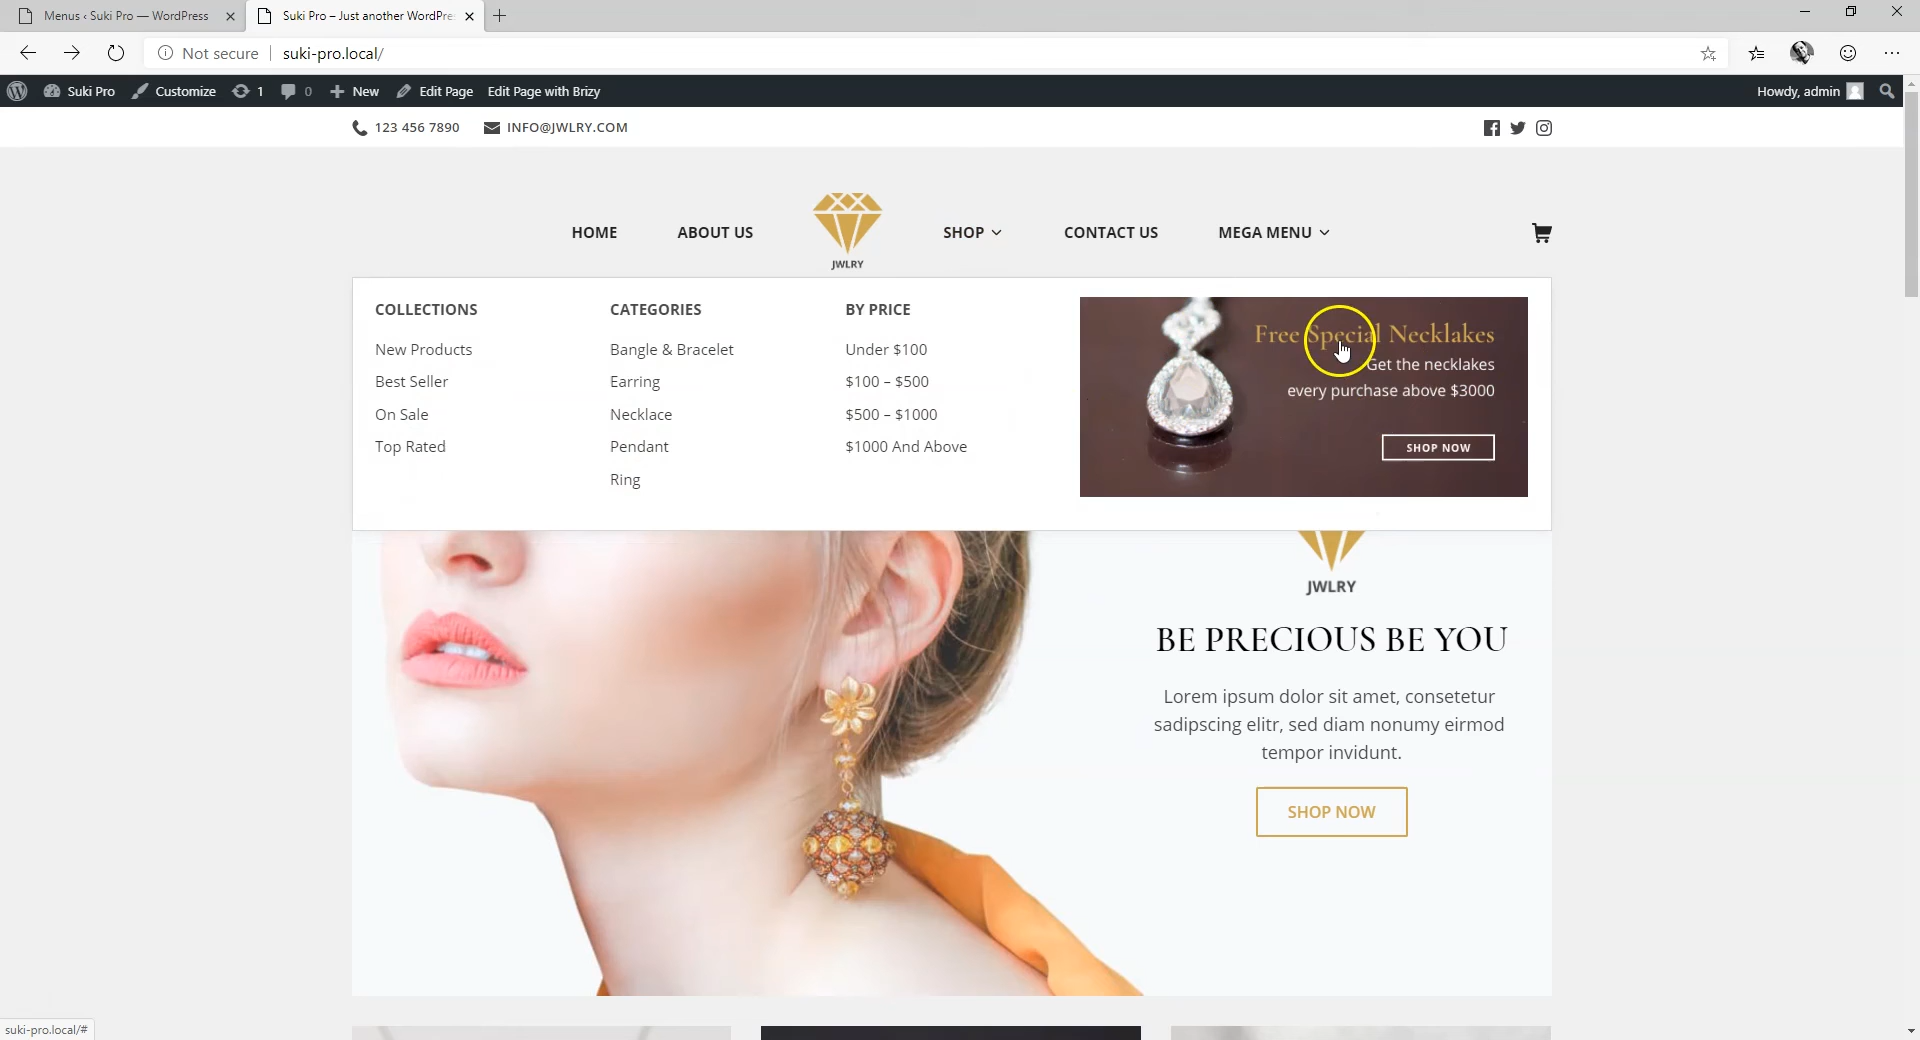 Menus ‹ Suki Pro — WordPress
Suki Pro – Just another WordPre
Not secure
suki-pro.local/
Suki Pro
Customize
1
0
New
Edit Page
Edit Page with Brizy
Howdy, admin
123 456 7890
INFO@JWLRY.COM
HOME
ABOUT US
JWLRY
SHOP
CONTACT US
MEGA MENU
COLLECTIONS
New Products
Best Seller
On Sale
Top Rated
CATEGORIES
Bangle & Bracelet
Earring
Necklace
Pendant
Ring
BY PRICE
Under $100
$100 – $500
$500 – $1000
$1000 And Above
Free Special Necklakes
Get the necklakes
every purchase above $3000
SHOP NOW
JWLRY
BE PRECIOUS BE YOU
Lorem ipsum dolor sit amet, consetetur
sadipscing elitr, sed diam nonumy eirmod
tempor invidunt.
SHOP NOW
suki-pro.local/#